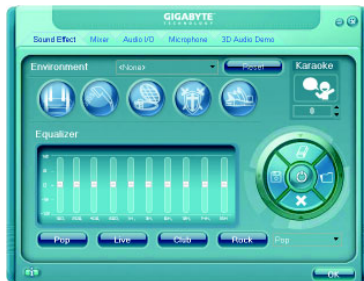 GIGABYTE
TECHNOLOGY
Sound Effect Mixer Audio I/O Microphone 3D Audio Demo
Environment <None> Reset Karaoke
0
Equalizer
Pop Live Club Rock Pop
OK